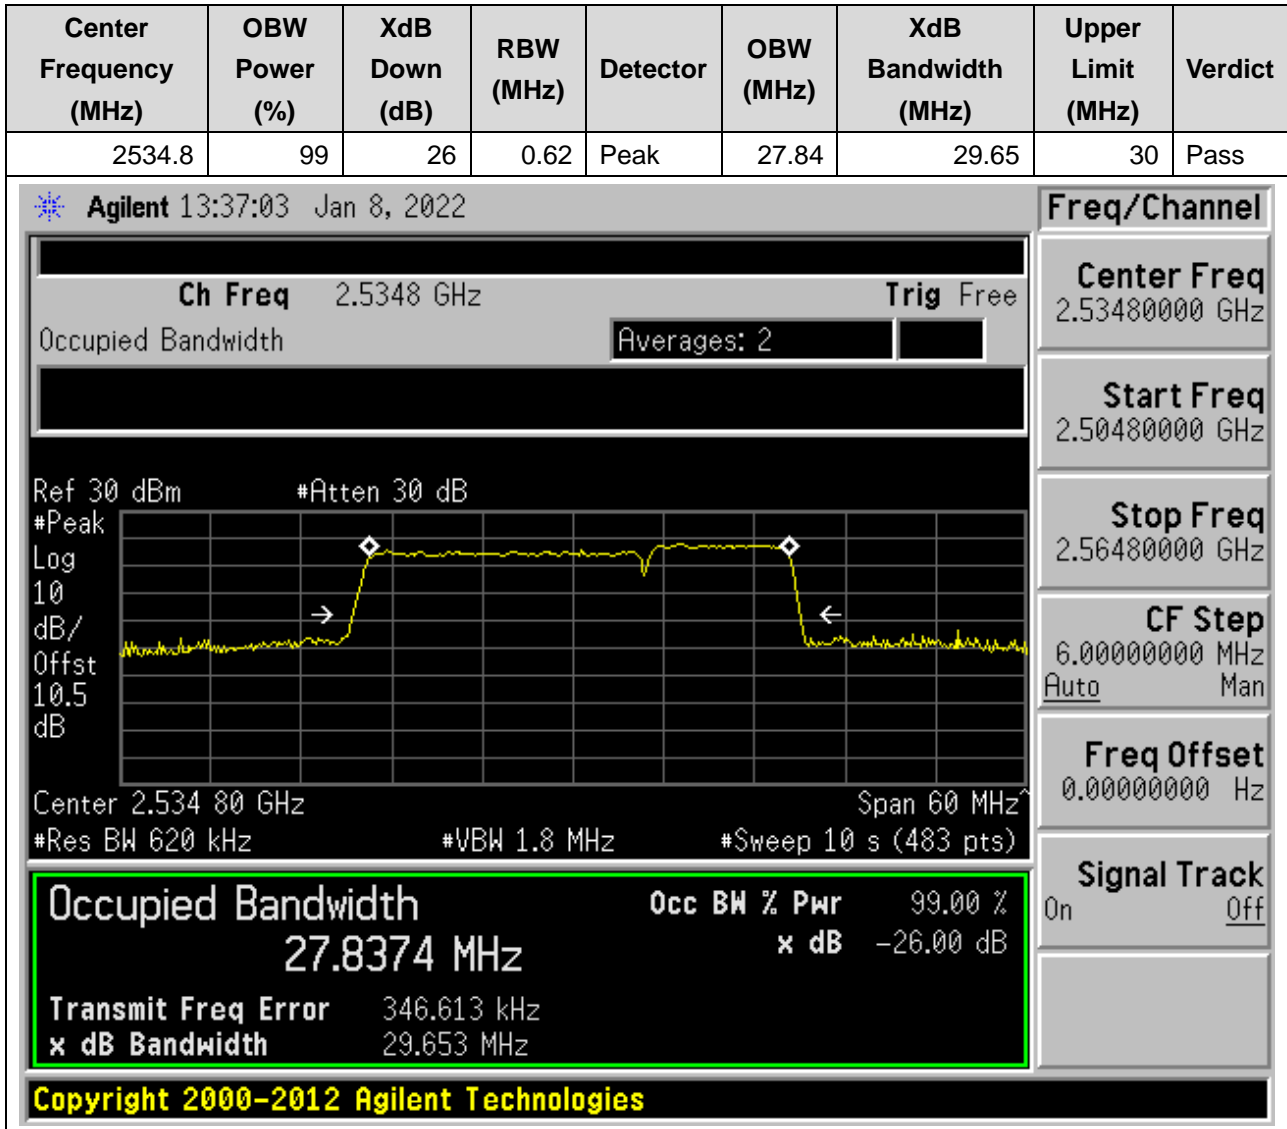 Center Frequency (MHz) OBW Power (%) XdB Down (dB) RBW (MHz) Detector OBW (MHz) XdB Bandwidth (MHz) Upper Limit (MHz) Verdict
2534.8 99 26 0.62 Peak 27.84 29.65 30 Pass
Agilent 13:37:03 Jan 8, 2022
Freq/Channel
Ch Freq 2.5348 GHz Trig Free
Occupied Bandwidth Averages: 2
Ref 30 dBm #Atten 30 dB
#Peak
Log
10
dB/
Offst
10.5
dB
Center 2.534 80 GHz Span 60 MHz^
#Res BW 620 kHz #VBW 1.8 MHz #Sweep 10 s (483 pts)
Occupied Bandwidth Occ BW % Pwr 99.00 %
27.8374 MHz x dB -26.00 dB
Transmit Freq Error 346.613 kHz
x dB Bandwidth 29.653 MHz
Center Freq
2.53480000 GHz
Start Freq
2.50480000 GHz
Stop Freq
2.56480000 GHz
CF Step
6.00000000 MHz
Auto Man
Freq Offset
0.00000000 Hz
Signal Track
On Off
Copyright 2000-2012 Agilent Technologies